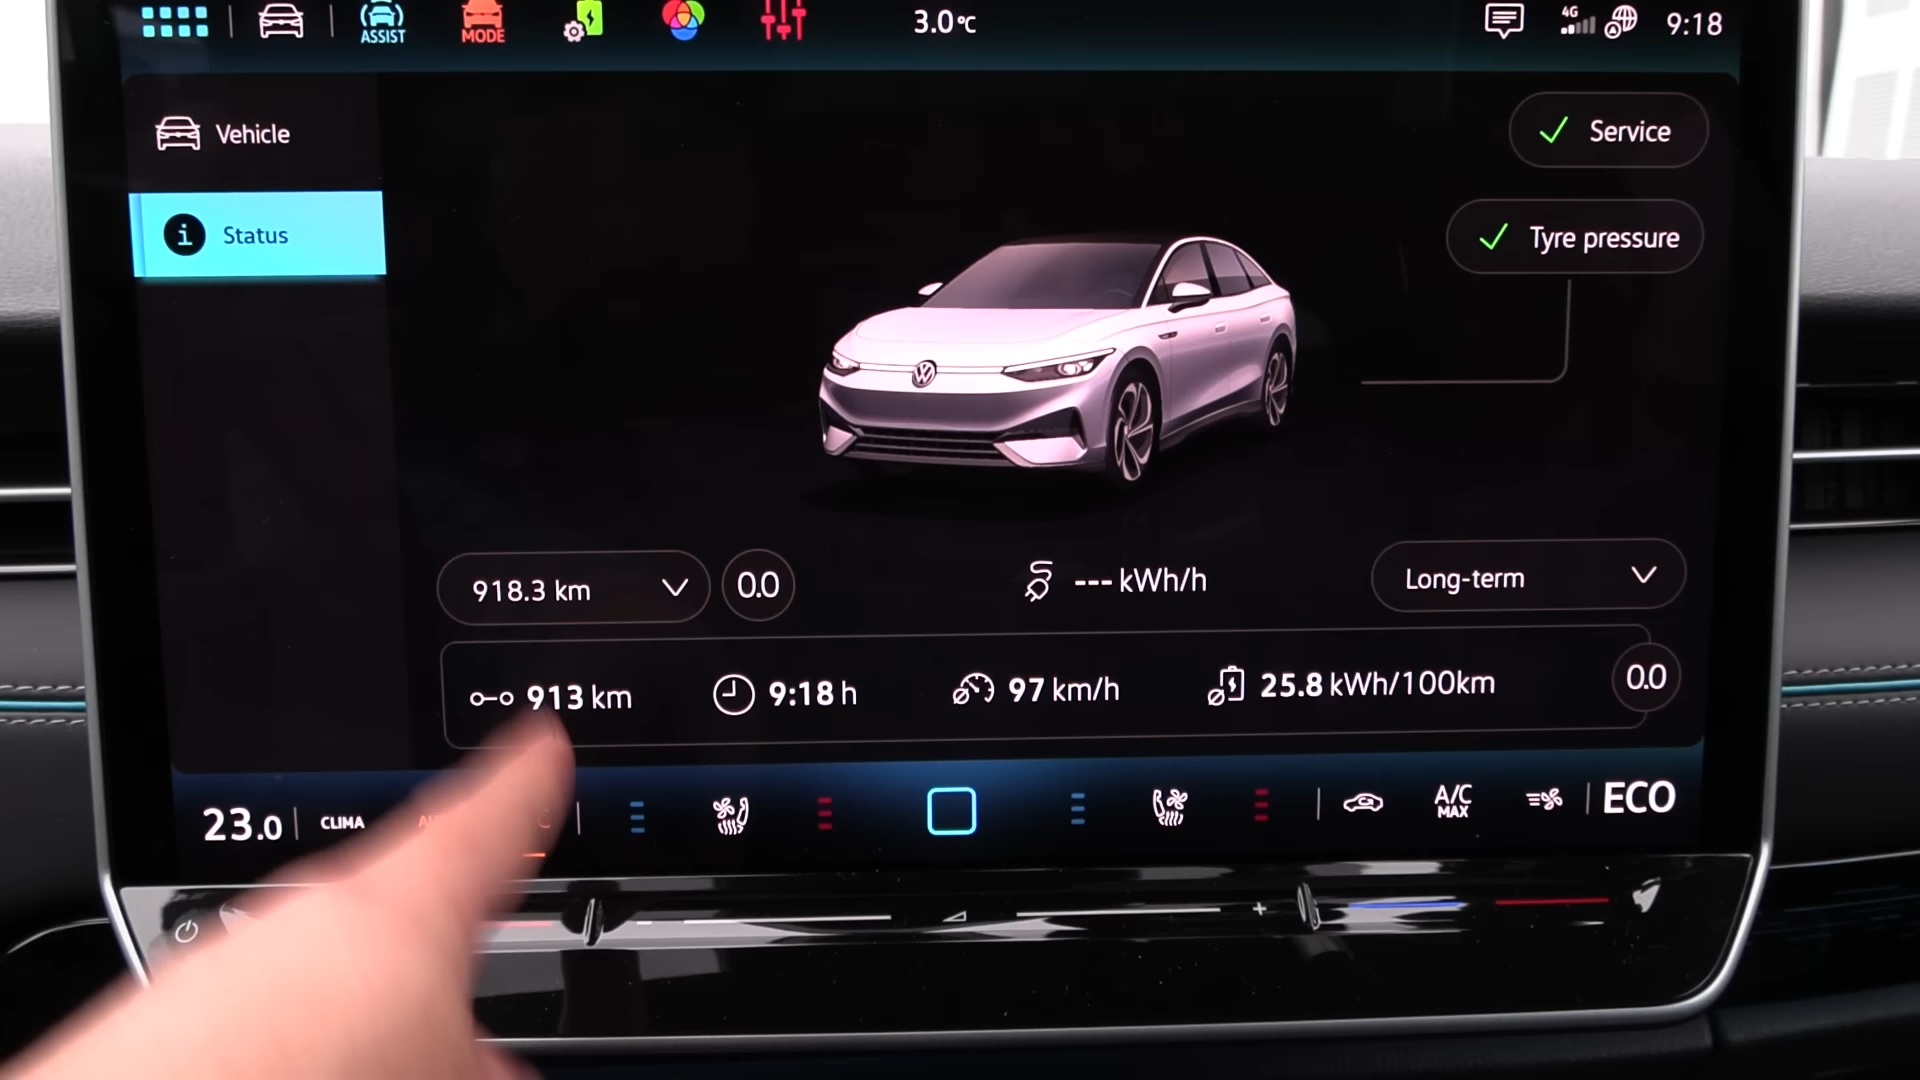 ASSIST
MODE
3.0°C
4G
9:18
Vehicle
Service
i Status
Tyre pressure
918.3 km
0.0
--- kWh/h
Long-term
913 km
9:18 h
97 km/h
25.8 kWh/100km
0.0
23.0
CLIMA
A/C
MAX
ECO
- +